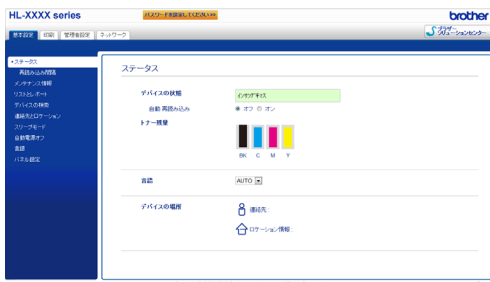 HL-XXXX series
パスワードを設定してください>>
brother
基本設定
印刷
管理者設定
ネットワーク
ブラザー
ソリューションセンター
ステータス
再読み込み間隔
メンテナンス情報
リストとレポート
デバイスの検索
連絡先とロケーション
スリープモード
自動電源オフ
言語
パネル設定
ステータス
デバイスの状態
インサツデキマス
自動 再読み込み
オフ
オン
トナー残量
BK C M Y
言語
AUTO
デバイスの場所
連絡先:
ロケーション情報: